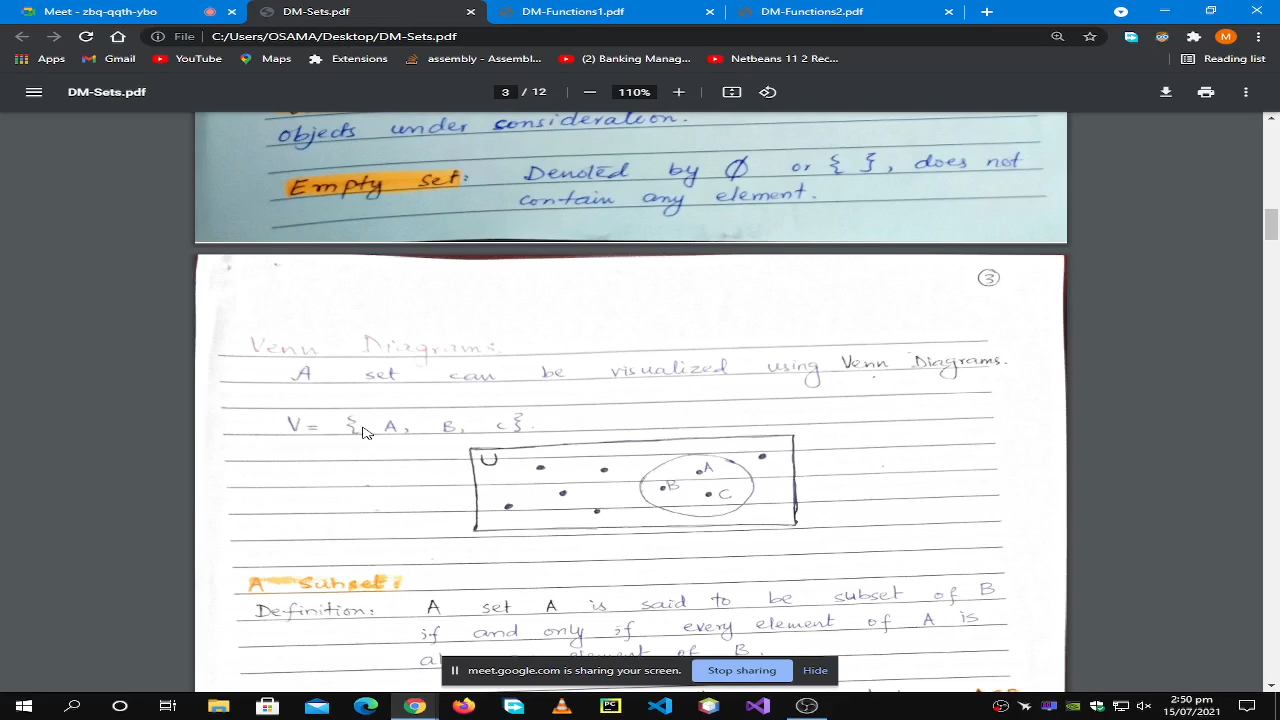 Meet - zbq-qqth-ybo
DM-Sets.pdf
DM-Functions1.pdf
DM-Functions2.pdf
File C:/Users/OSAMA/Desktop/DM-Sets.pdf
M
Apps
Gmail
YouTube
Maps
Extensions
assembly - Assembl...
(2) Banking Manag...
Netbeans 11 2 Rec...
Reading list
DM-Sets.pdf
3 / 12
110%
objects under consideration.
Empty set: Denoted by ∅ or { }, does not
contain any element.
3
Venn Diagrams.
A set can be visualized using Venn Diagrams.
V = { A, B, C}.
U
A
B
C
A Subset:
Definition: A set A is said to be subset of B
if and only if every element of A is
element of B.
meet.google.com is sharing your screen.
Stop sharing
Hide
2:50 pm
15/07/2021